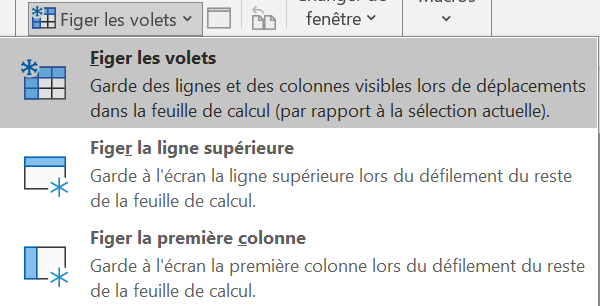 Figer les volets
fenêtre
Figer les volets
Garde des lignes et des colonnes visibles lors de déplacements
dans la feuille de calcul (par rapport à la sélection actuelle).
Figer la ligne supérieure
Garde à l'écran la ligne supérieure lors du défilement du reste
de la feuille de calcul.
Figer la première colonne
Garde à l'écran la première colonne lors du défilement du reste
de la feuille de calcul.